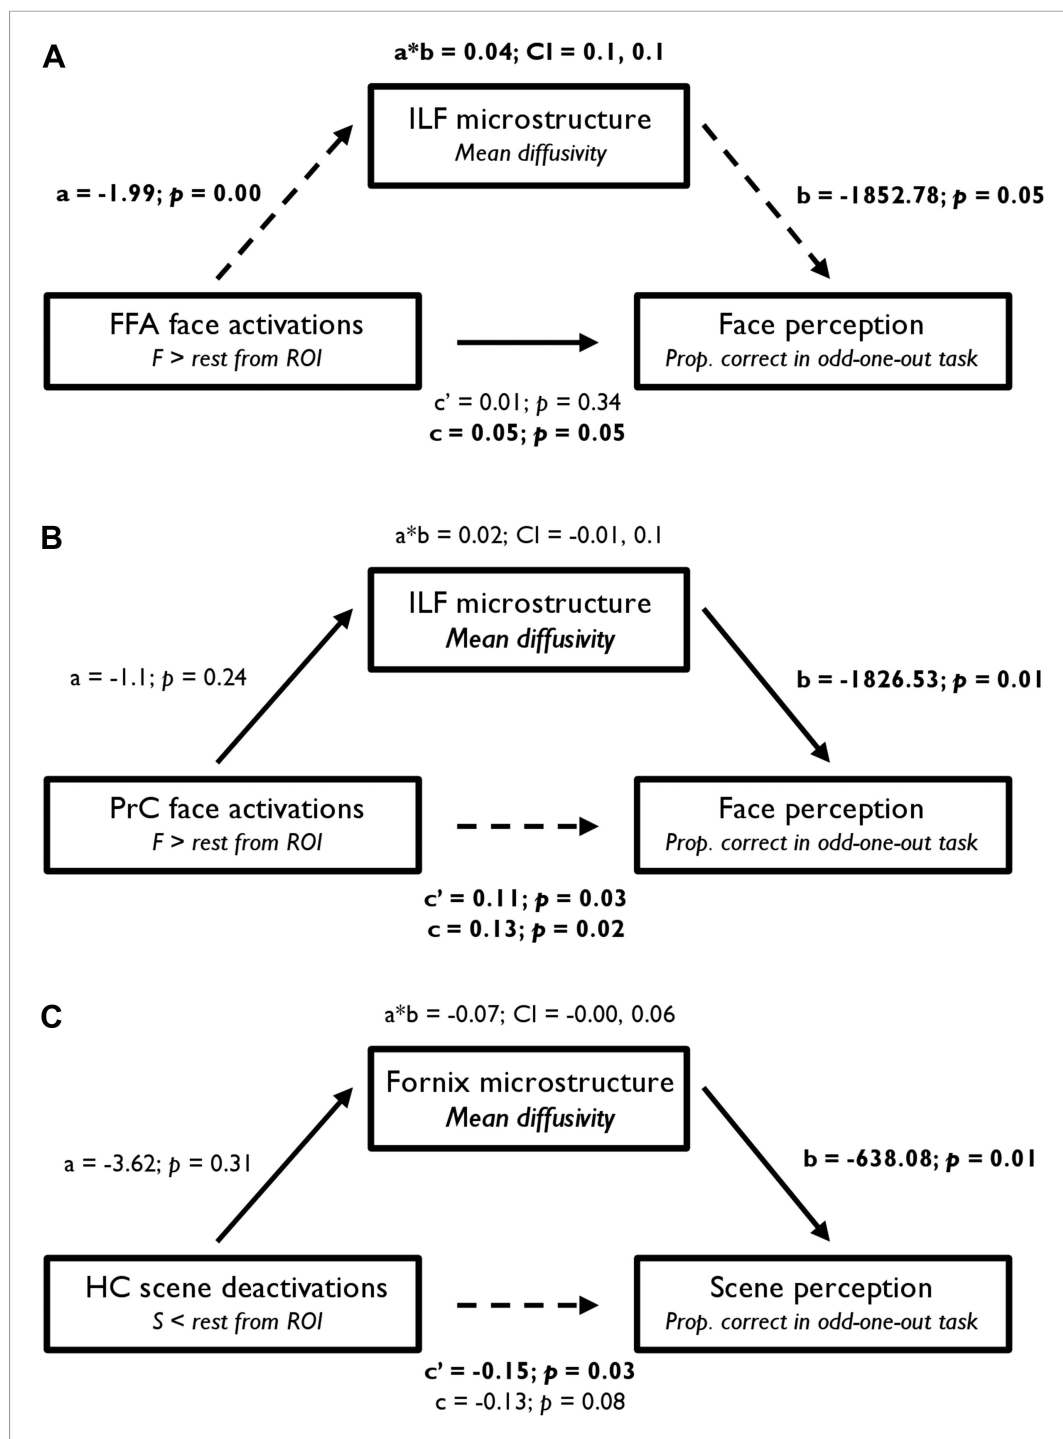 A
a*b = 0.04; CI = 0.1, 0.1
ILF microstructure
Mean diffusivity
a = -1.99; p = 0.00
b = -1852.78; p = 0.05
FFA face activations
F > rest from ROI
Face perception
Prop. correct in odd-one-out task
c’ = 0.01; p = 0.34
c = 0.05; p = 0.05
B
a*b = 0.02; CI = -0.01, 0.1
ILF microstructure
Mean diffusivity
a = -1.1; p = 0.24
b = -1826.53; p = 0.01
PrC face activations
F > rest from ROI
Face perception
Prop. correct in odd-one-out task
c’ = 0.11; p = 0.03
c = 0.13; p = 0.02
C
a*b = -0.07; CI = -0.00, 0.06
Fornix microstructure
Mean diffusivity
a = -3.62; p = 0.31
b = -638.08; p = 0.01
HC scene deactivations
S < rest from ROI
Scene perception
Prop. correct in odd-one-out task
c’ = -0.15; p = 0.03
c = -0.13; p = 0.08